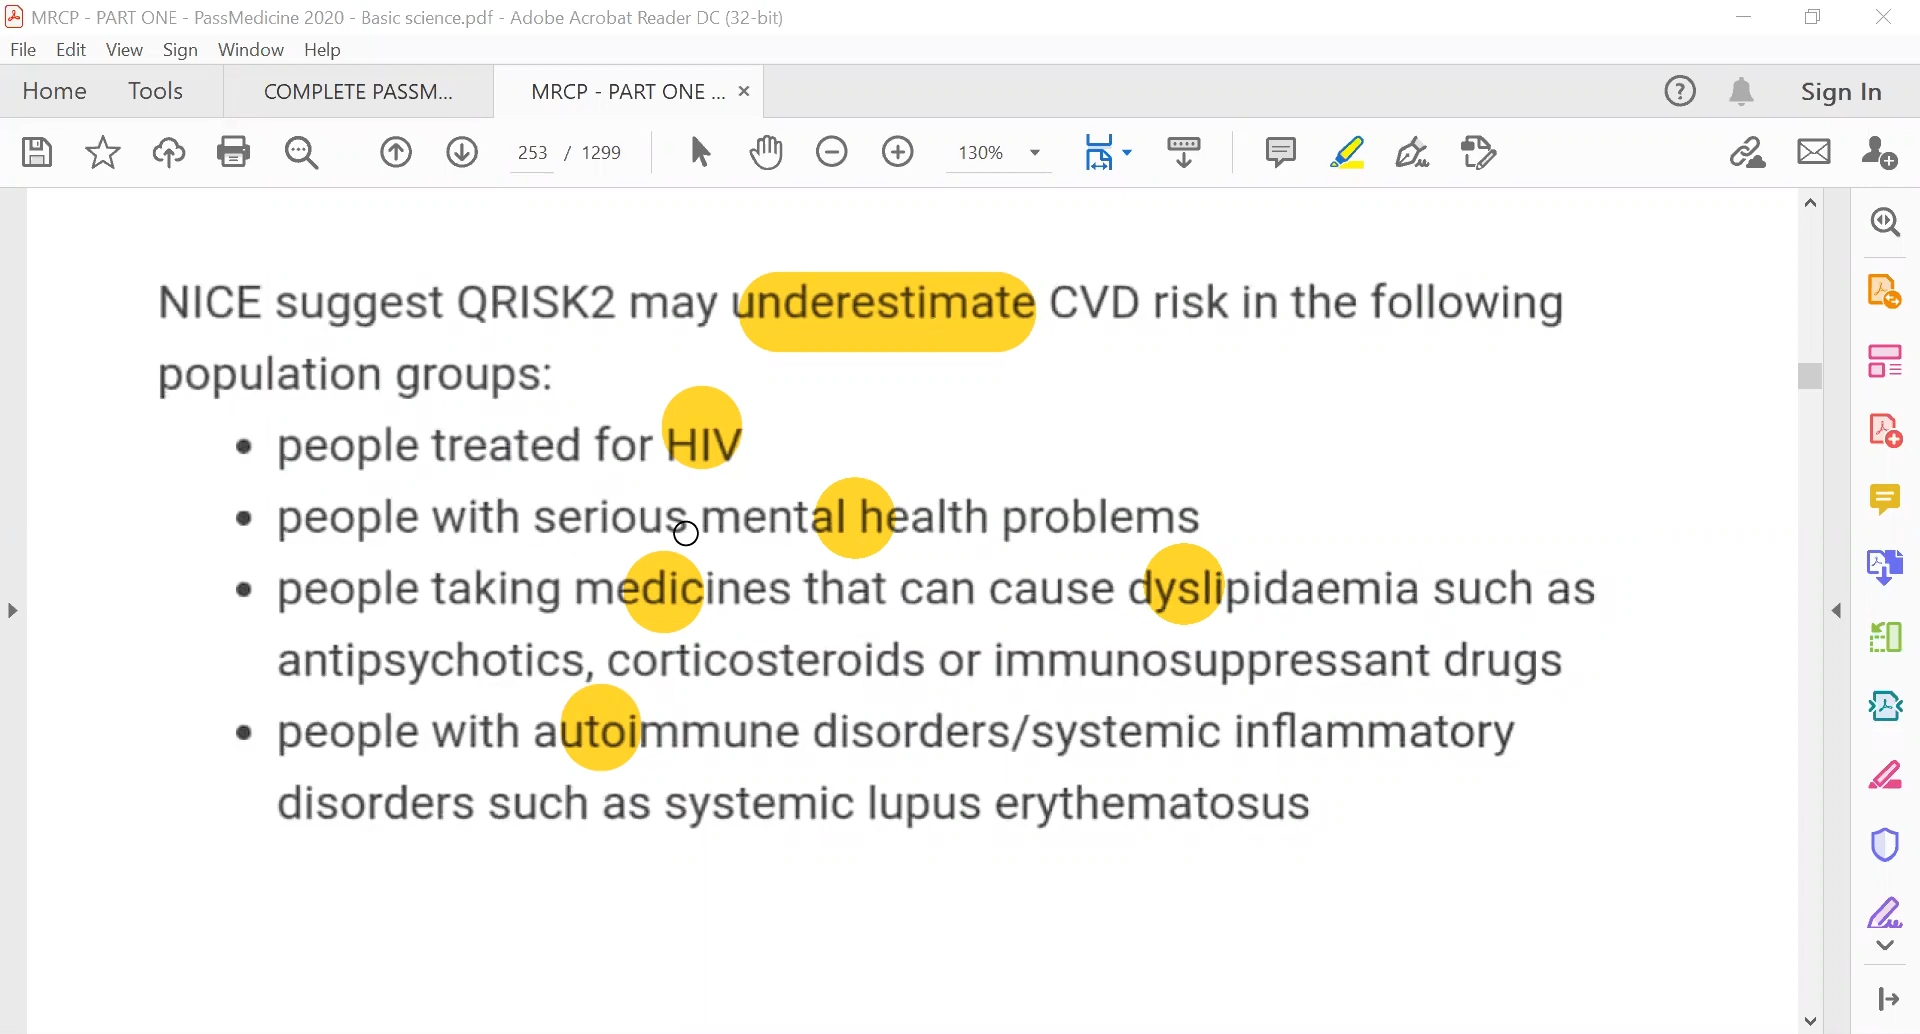 MRCP - PART ONE - PassMedicine 2020 - Basic science.pdf - Adobe Acrobat Reader DC (32-bit)
File Edit View Sign Window Help
Home Tools COMPLETE PASSM... MRCP - PART ONE ... × Sign In
253 / 1299 130%
NICE suggest QRISK2 may underestimate CVD risk in the following
population groups:
• people treated for HIV
• people with serious mental health problems
• people taking medicines that can cause dyslipidaemia such as
antipsychotics, corticosteroids or immunosuppressant drugs
• people with autoimmune disorders/systemic inflammatory
disorders such as systemic lupus erythematosus